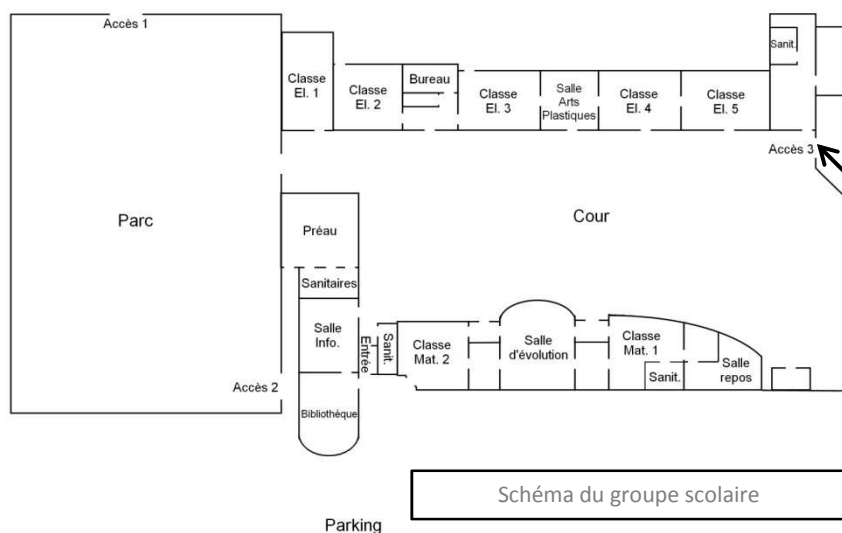 Accès 1
Sanit.
Classe
El. 1
Classe
El. 2
Bureau
Classe
El. 3
Salle
Arts
Plastiques
Classe
El. 4
Classe
El. 5
Accès 3
Parc
Préau
Cour
Sanitaires
Salle
Info.
Entrée
Sanit.
Classe
Mat. 2
Salle
d'évolution
Classe
Mat. 1
Sanit.
Salle
repos
Accès 2
Bibliothèque
Schéma du groupe scolaire
Parking